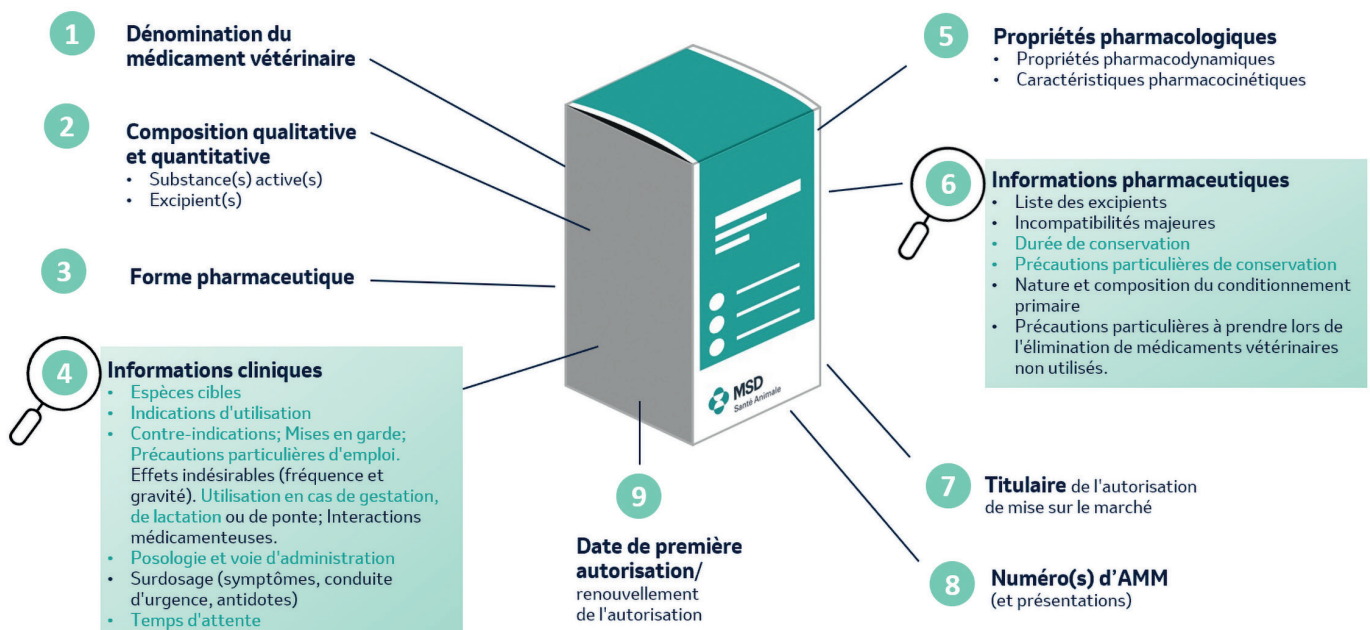 1
Dénomination du
médicament vétérinaire
2
Composition qualitative
et quantitative
• Substance(s) active(s)
• Excipient(s)
3
Forme pharmaceutique
4
Informations cliniques
• Espèces cibles
• Indications d'utilisation
• Contre-indications; Mises en garde;
Précautions particulières d'emploi.
Effets indésirables (fréquence et
gravité). Utilisation en cas de gestation,
de lactation ou de ponte; Interactions
médicamenteuses.
• Posologie et voie d'administration
• Surdosage (symptômes, conduite
d'urgence, antidotes)
• Temps d'attente
MSD
Santé Animale
9
Date de première
autorisation/
renouvellement
de l'autorisation
5
Propriétés pharmacologiques
• Propriétés pharmacodynamiques
• Caractéristiques pharmacocinétiques
6
Informations pharmaceutiques
• Liste des excipients
• Incompatibilités majeures
• Durée de conservation
• Précautions particulières de conservation
• Nature et composition du conditionnement
primaire
• Précautions particulières à prendre lors de
l'élimination de médicaments vétérinaires
non utilisés.
7
Titulaire de l'autorisation
de mise sur le marché
8
Numéro(s) d’AMM
(et présentations)